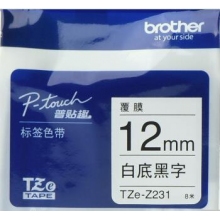 brother
at your side
P-touch
普贴趣
标签色带
TZe
TAPE
覆膜
12mm
白底黑字
TZe-Z231
8米